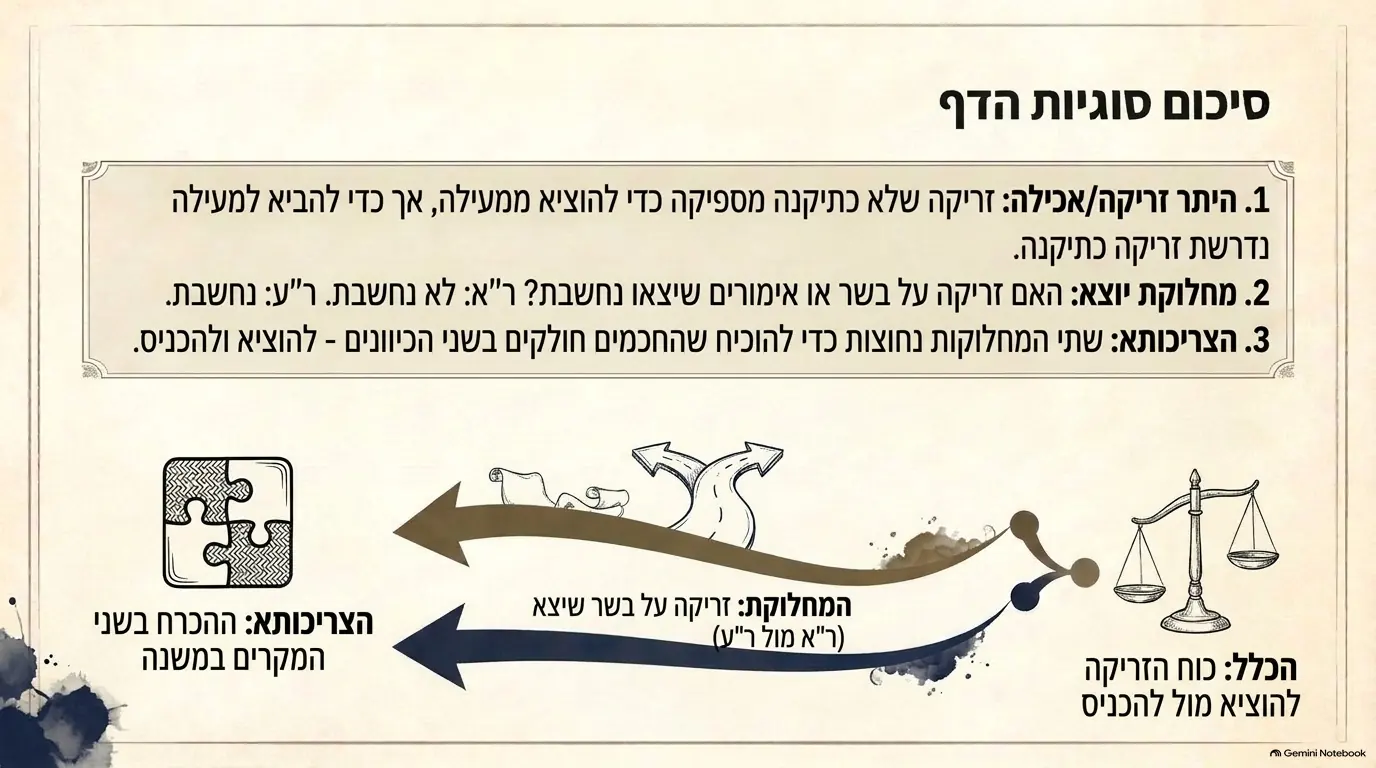 סיכום סוגיות הדף
1. היתר זריקה/אכילה: זריקה שלא כתיקנה מספיקה כדי להוציא ממעילה, אך כדי להביא למעילה
נדרשת זריקה כתיקנה.
2. מחלוקת יוצא: האם זריקה על בשר או אימורים שיצאו נחשבת? ר"א: לא נחשבת. ר"ע: נחשבת.
3. הצריכותא: שתי המחלוקות נחוצות כדי להוכיח שהחכמים חולקים בשני הכיוונים - להוציא ולהכניס.
הכלל: כוח הזריקה
להוציא מול להכניס
המחלוקת: זריקה על בשר שיצא
(ר"א מול ר"ע)
הצריכותא: ההכרח בשני
המקרים במשנה
Gemini Notebook